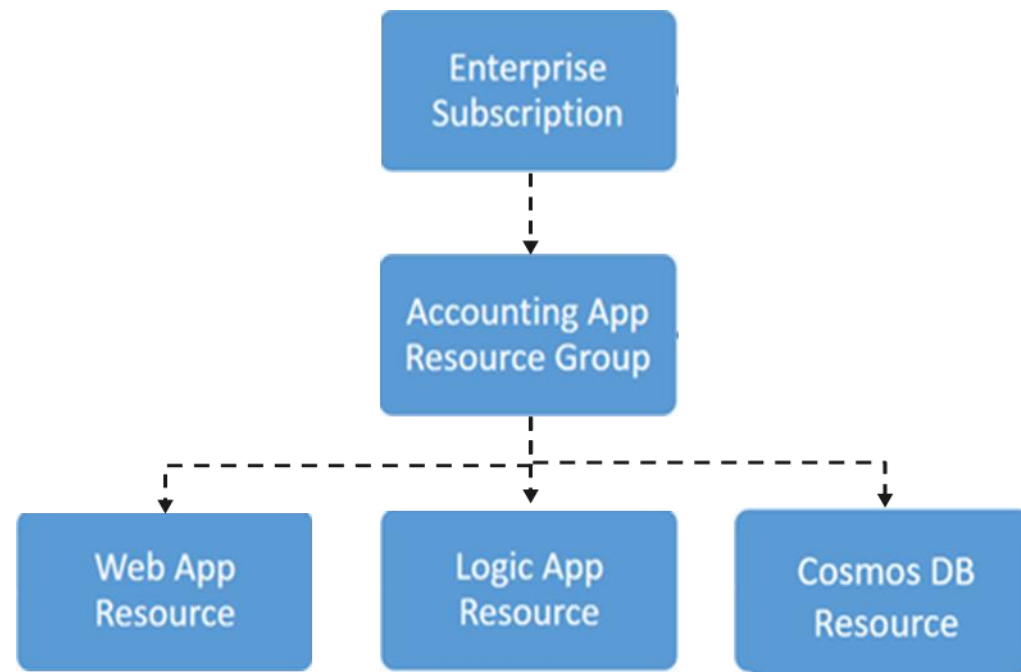 Enterprise
Subscription
Accounting App
Resource Group
Web App
Resource
Logic App
Resource
Cosmos DB
Resource